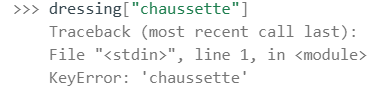 >>> dressing["chaussette"]
Traceback (most recent call last):
File "<stdin>", line 1, in <module>
KeyError: 'chaussette'